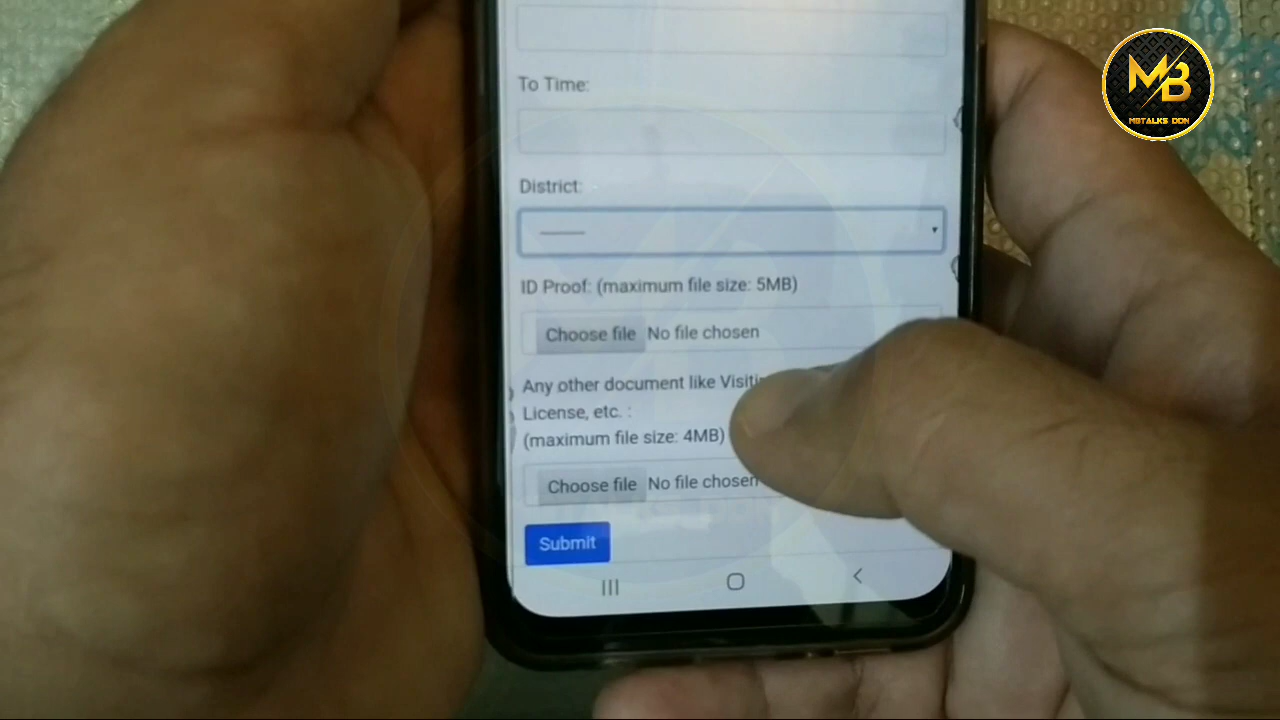 MB
MBTALKS DDN
To Time:
District:
ID Proof: (maximum file size: 5MB)
Choose file No file chosen
Any other document like
License, etc. :
(maximum file size: 4MB)
Choose file No file chosen
Submit